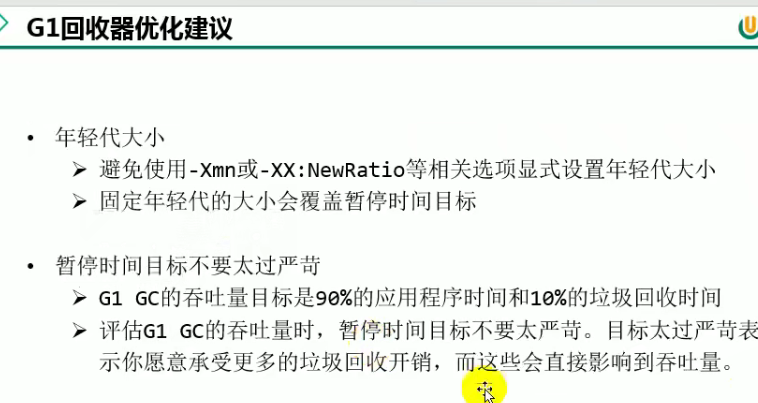 G1回收器优化建议
• 年轻代大小
➤ 避免使用-Xmn或-XX:NewRatio等相关选项显式设置年轻代大小
➤ 固定年轻代的大小会覆盖暂停时间目标
• 暂停时间目标不要太过严苛
➤ G1 GC的吞吐量目标是90%的应用程序时间和10%的垃圾回收时间
➤ 评估G1 GC的吞吐量时，暂停时间目标不要太严苛。目标太过严苛表
示你愿意承受更多的垃圾回收开销，而这些会直接影响到吞吐量。